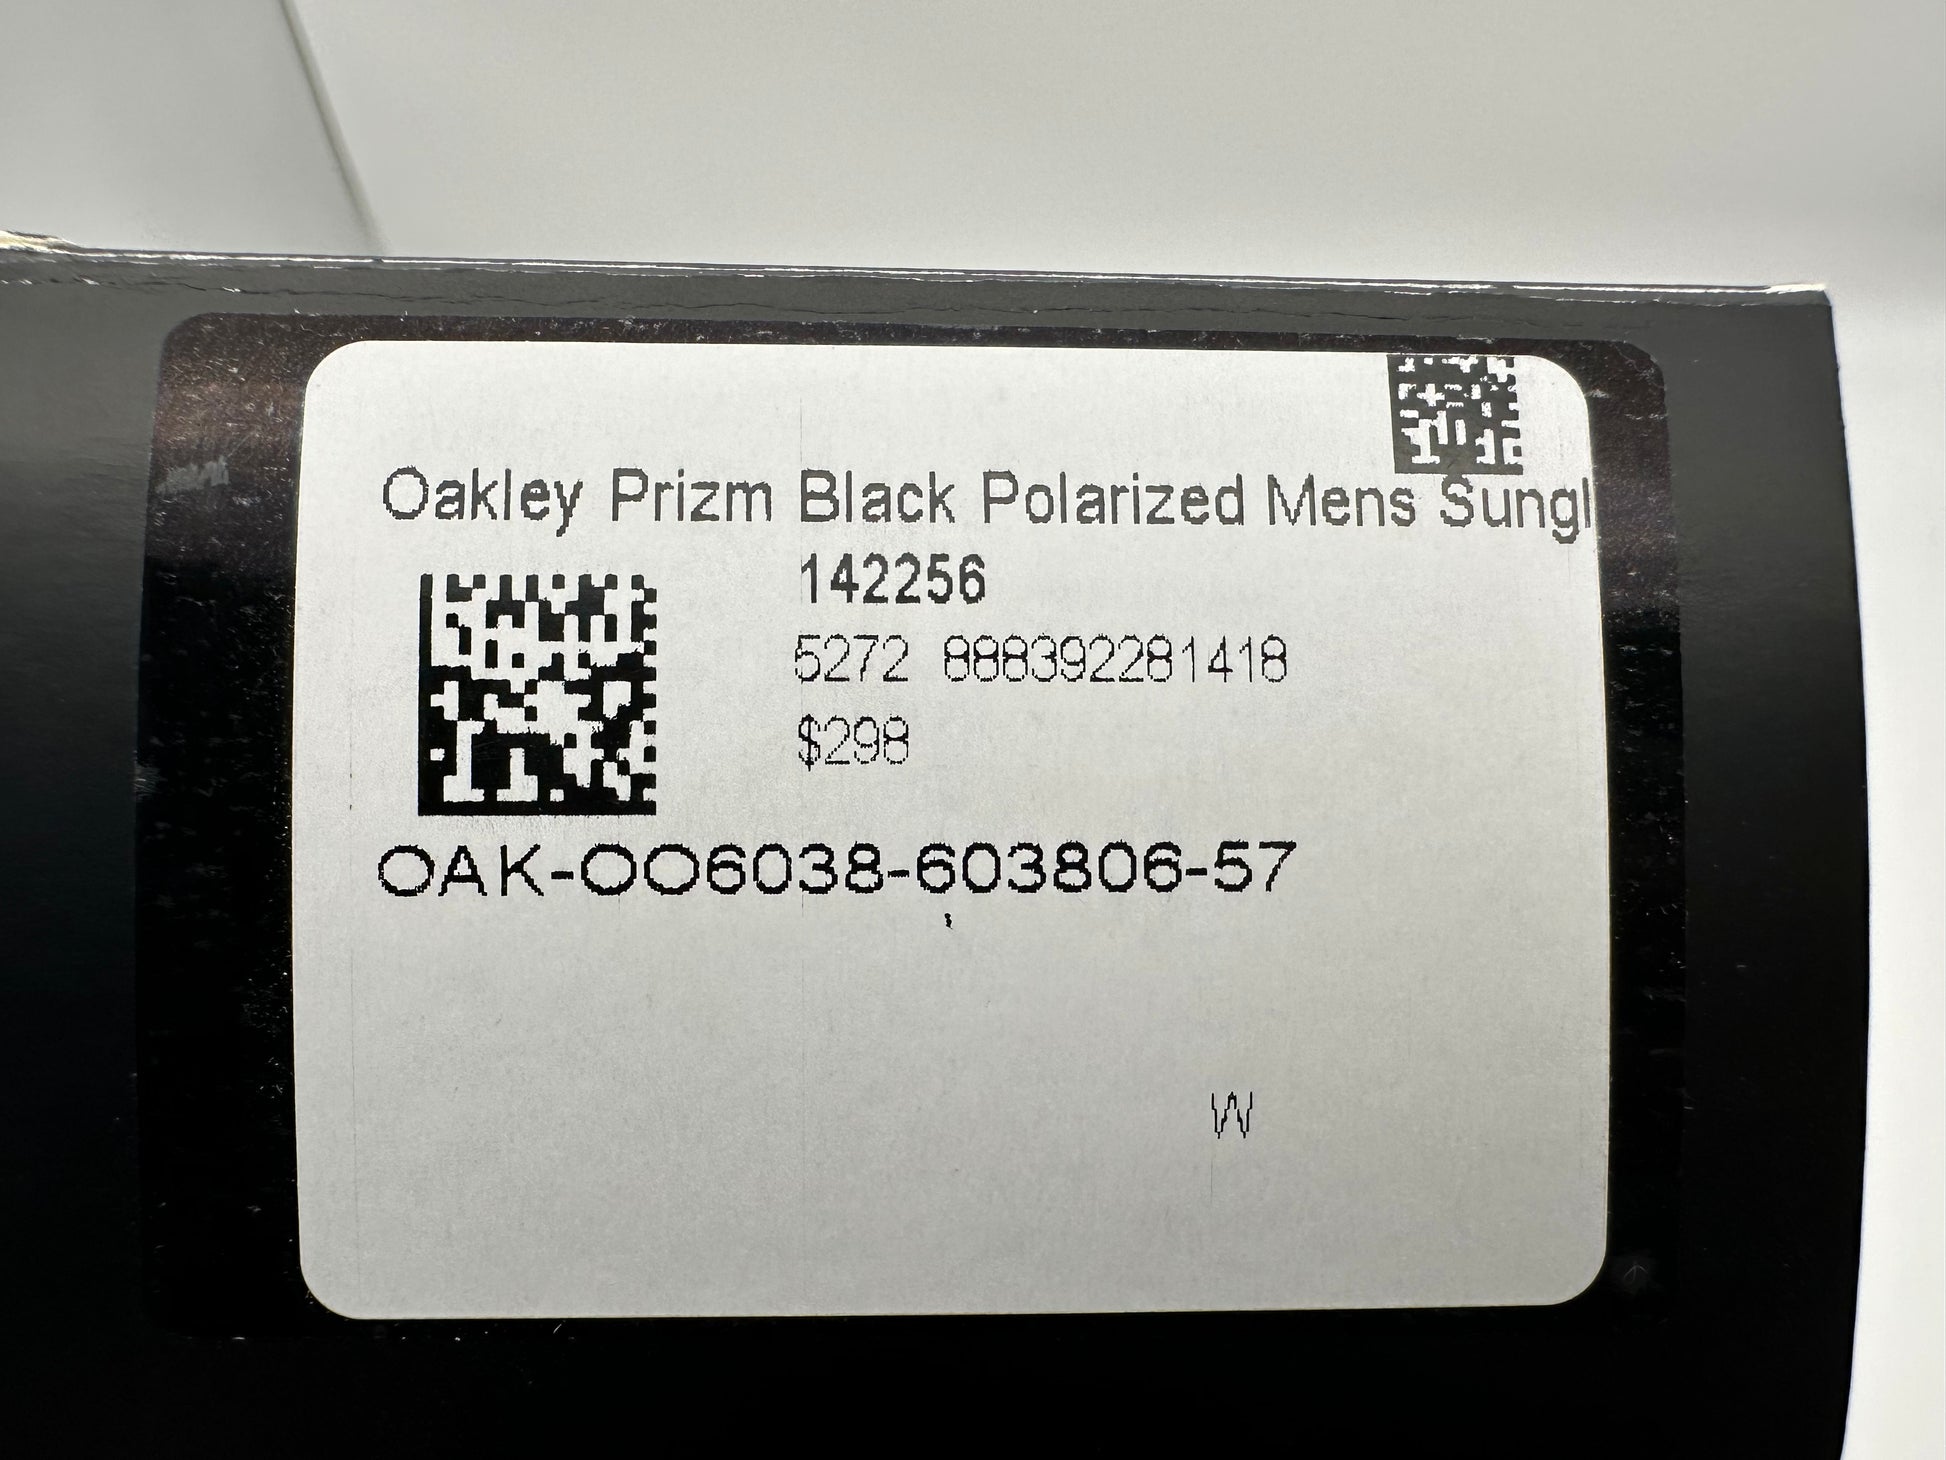 Oakley Prizm Black Polarized Mens Sungl
142256
5272 888392281418
$298
OAK-OO6038-603806-57
W